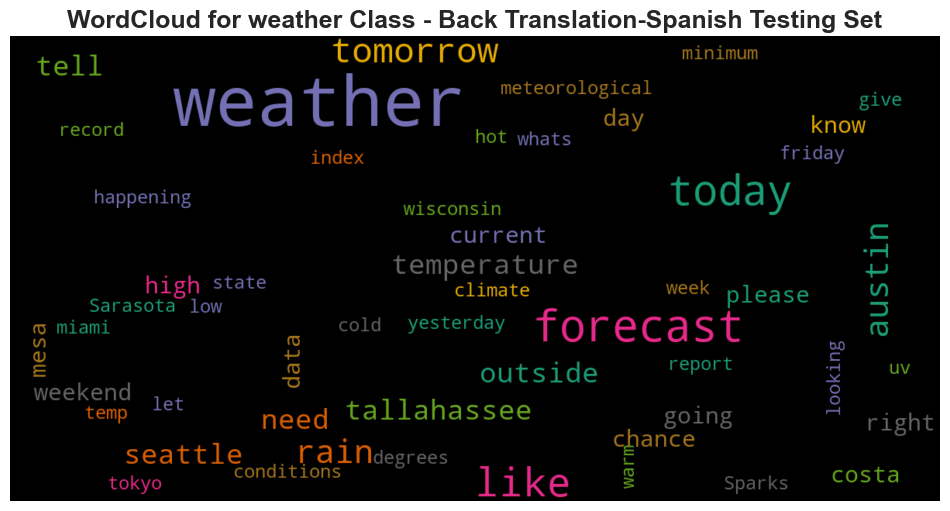 WordCloud for weather Class - Back Translation-Spanish Testing Set
tomorrow
minimum
tell
weather
meteorological
give
record
day
know
hot
whats
index
friday
today
happening
wisconsin
current
austin
temperature
high
state
climate
week
please
Sarasota
low
miami
cold
yesterday
forecast
mesa
data
outside
report
looking
uv
weekend
temp
let
need
tallahassee
going
right
seattle
rain
degrees
chance
conditions
warm
tokyo
like
Sparks
costa